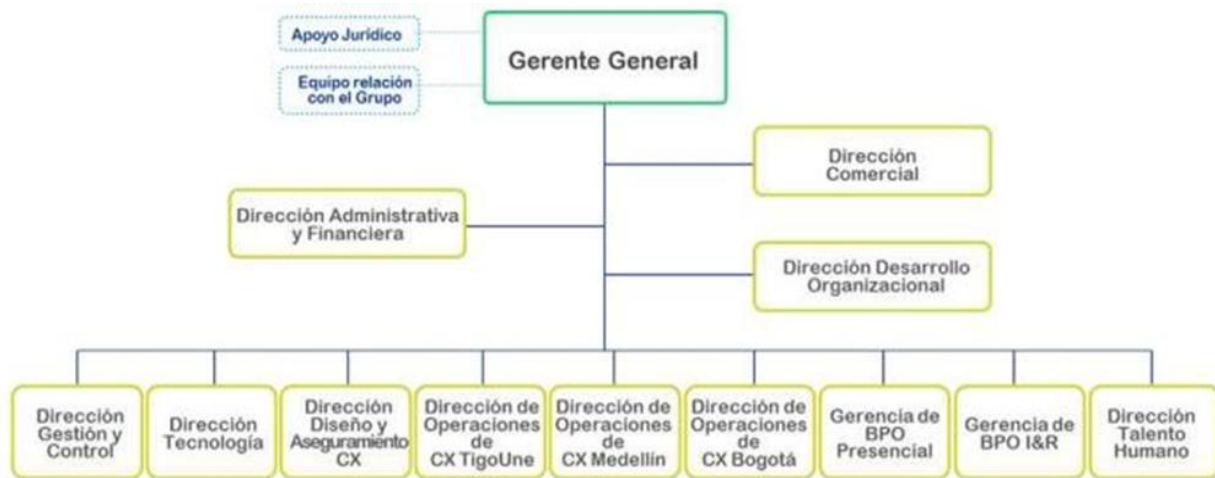 Apoyo Jurídico
Gerente General
Equipo relación
con el Grupo
Dirección
Comercial
Dirección Administrativa
y Financiera
Dirección Desarrollo
Organizacional
Dirección
Gestión y
Control
Dirección
Tecnología
Dirección
Diseño y
Aseguramiento
CX
Dirección de
Operaciones
de
CX TigoUne
Dirección de
Operaciones
de
CX Medellín
Dirección de
Operaciones
de
CX Bogotá
Gerencia de
BPO
Presencial
Gerencia de
BPO I&R
Dirección
Talento
Humano